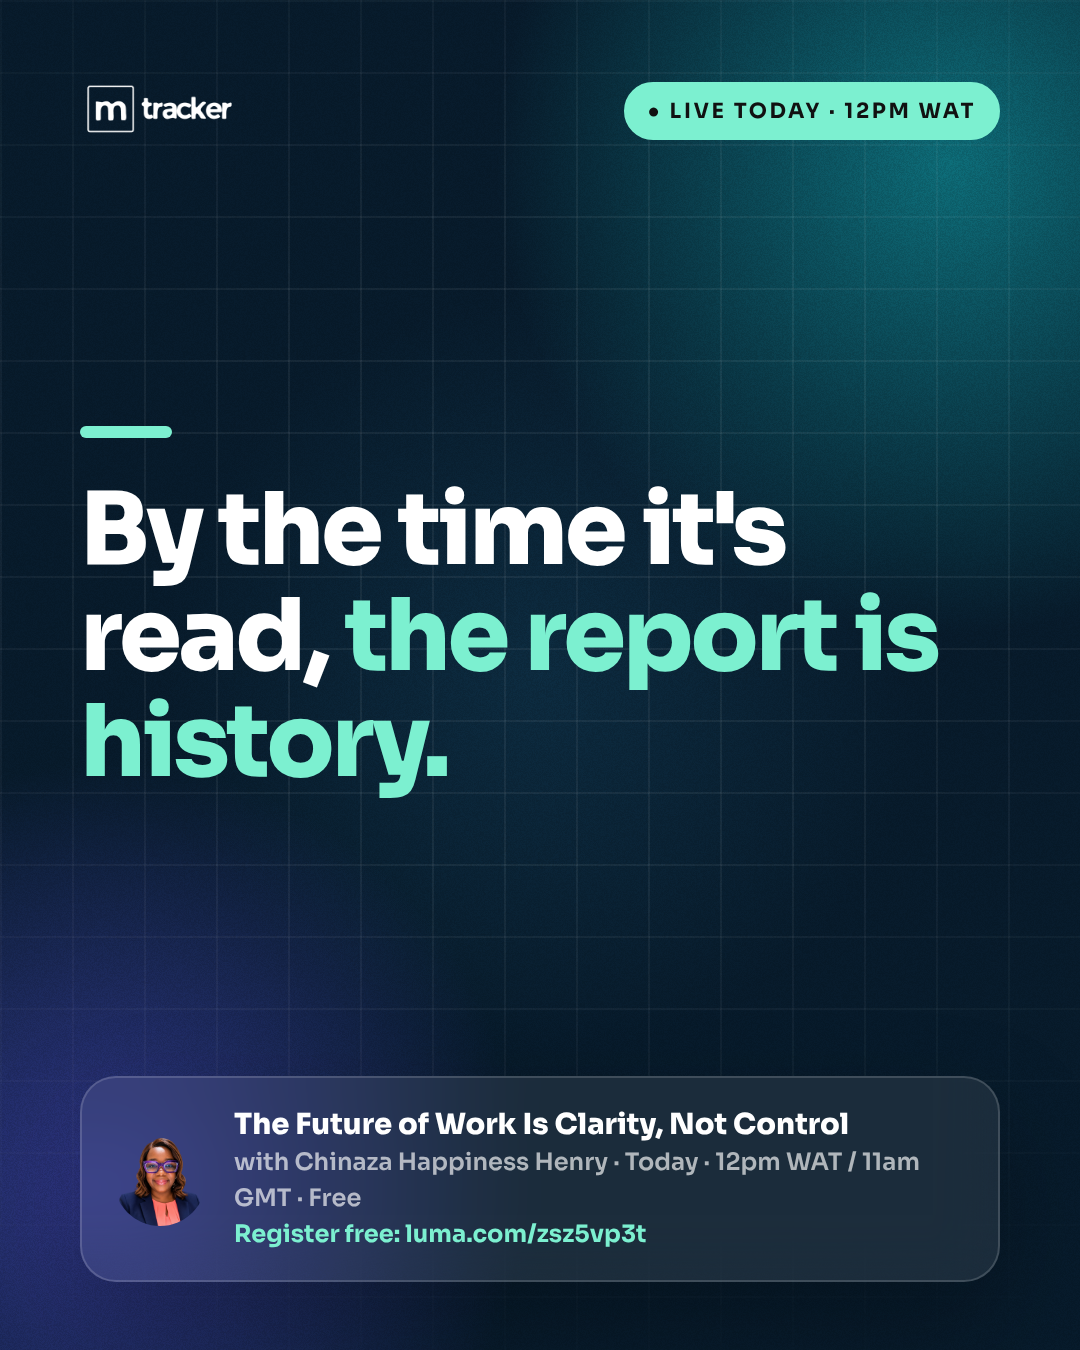 m tracker
• LIVE TODAY · 12PM WAT
By the time it's
read, the report is
history.
The Future of Work Is Clarity, Not Control
with Chinaza Happiness Henry · Today · 12pm WAT / 11am
GMT · Free
Register free: luma.com/zsz5vp3t